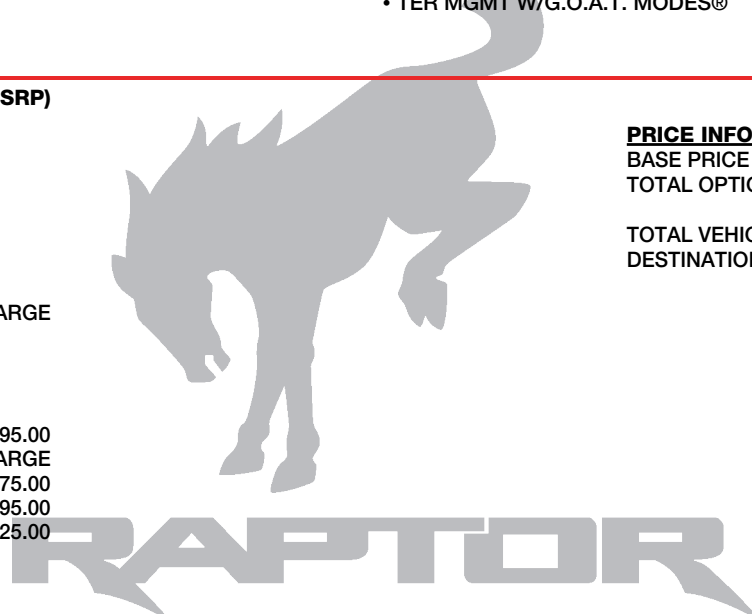 • TER MGMT W/G.O.A.T. MODES®
SRP)
ARGE
95.00
ARGE
75.00
95.00
25.00
PRICE INFO
BASE PRICE
TOTAL OPTIO
TOTAL VEHIC
DESTINATION
RAPTOR